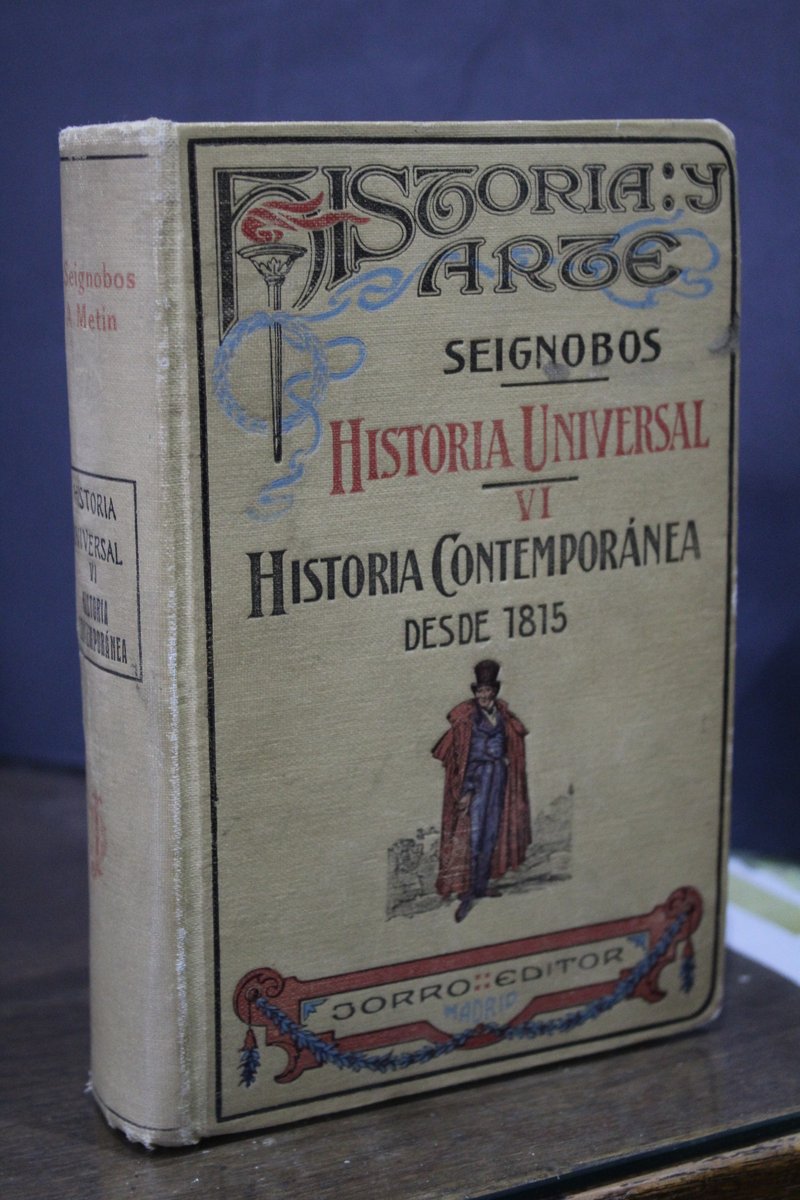 HISTORIA: Y
ARTE
SEIGNOBOS
HISTORIA UNIVERSAL
VI
HISTORIA CONTEMPORÁNEA
DESDE 1815
JORRO::EDITOR
MADRID
Seignobos
A Metin
HISTORIA
UNIVERSAL
VI
HISTORIA
CONTEMPORÁNEA